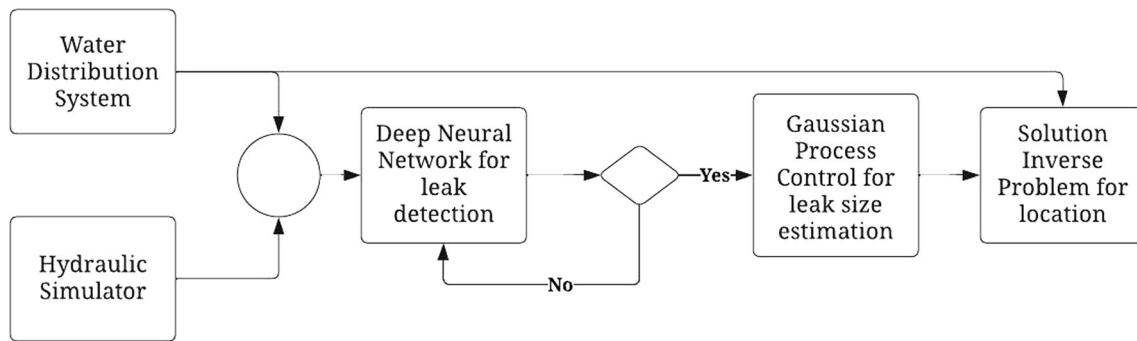 Water
Distribution
System
Hydraulic
Simulator
Deep Neural
Network for
leak
detection
Yes
No
Gaussian
Process
Control for
leak size
estimation
Solution
Inverse
Problem for
location